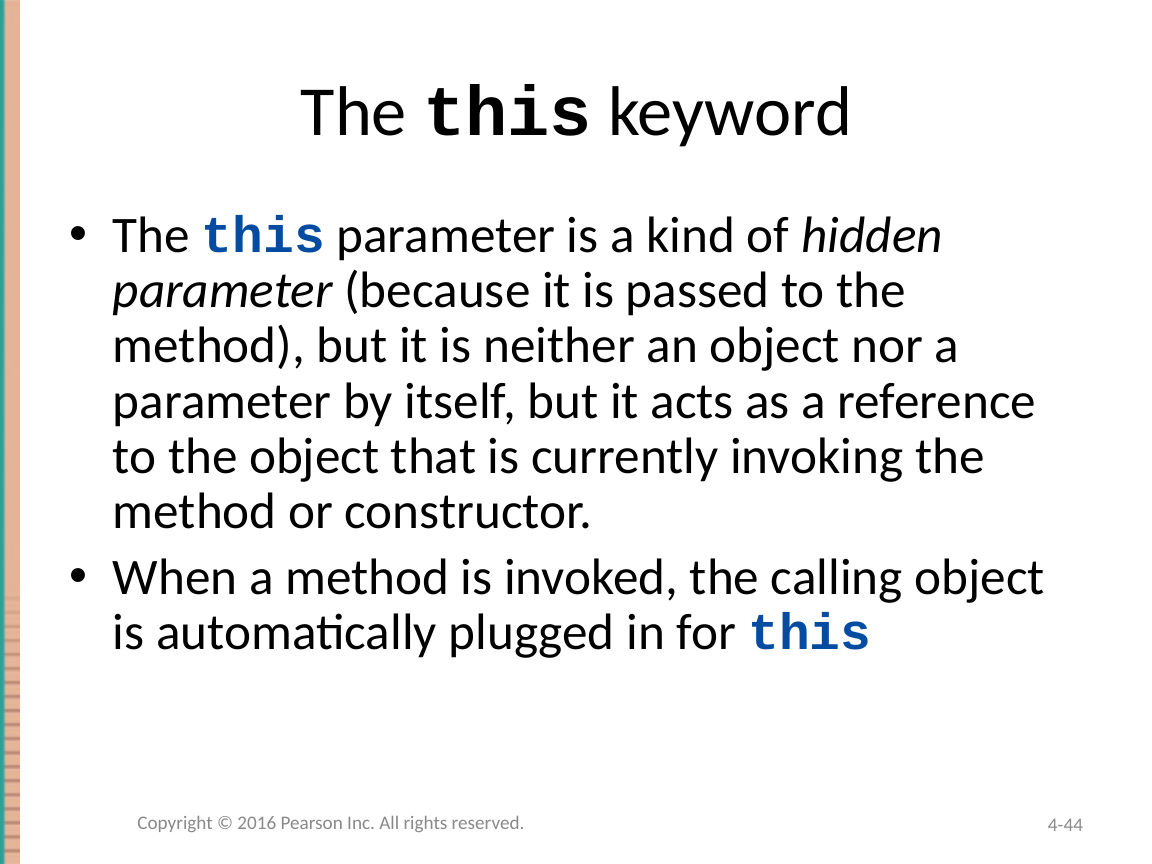 The this keyword
• The this parameter is a kind of hidden
parameter (because it is passed to the
method), but it is neither an object nor a
parameter by itself, but it acts as a reference
to the object that is currently invoking the
method or constructor.
• When a method is invoked, the calling object
is automatically plugged in for this
Copyright © 2016 Pearson Inc. All rights reserved.
4-44